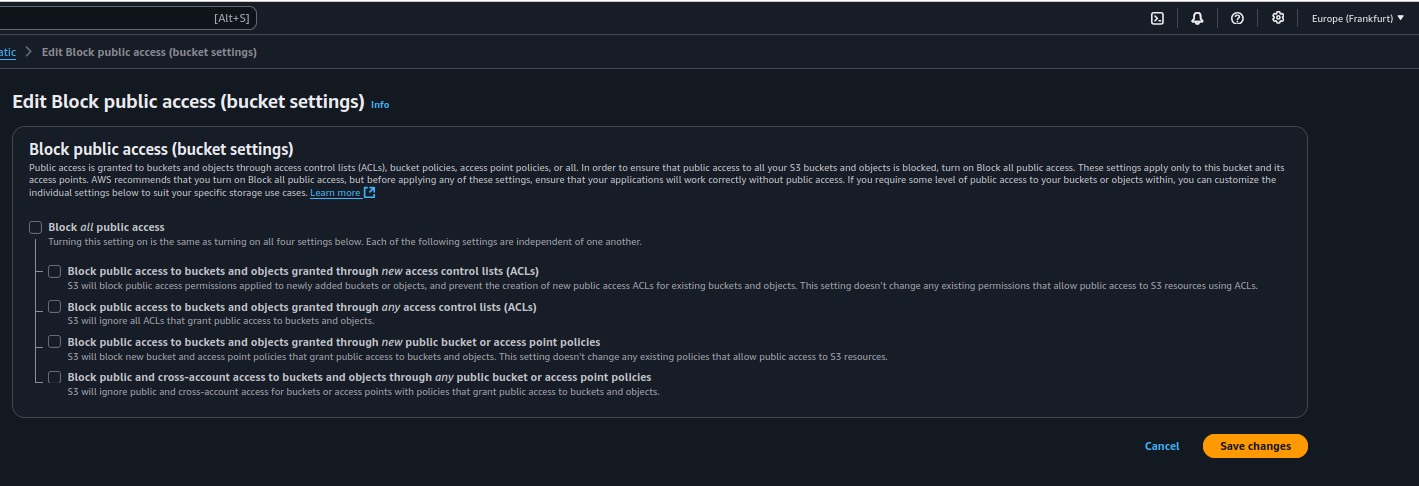 [Alt+S]
Europe (Frankfurt)
atic > Edit Block public access (bucket settings)
Edit Block public access (bucket settings) Info
Block public access (bucket settings)
Public access is granted to buckets and objects through access control lists (ACLs), bucket policies, access point policies, or all. In order to ensure that public access to all your S3 buckets and objects is blocked, turn on Block all public access. These settings apply only to this bucket and its
access points. AWS recommends that you turn on Block all public access, but before applying any of these settings, ensure that your applications will work correctly without public access. If you require some level of public access to your buckets or objects within, you can customize the
individual settings below to suit your specific storage use cases. Learn more
Block all public access
Turning this setting on is the same as turning on all four settings below. Each of the following settings are independent of one another.
Block public access to buckets and objects granted through new access control lists (ACLs)
S3 will block public access permissions applied to newly added buckets or objects, and prevent the creation of new public access ACLs for existing buckets and objects. This setting doesn't change any existing permissions that allow public access to S3 resources using ACLs.
Block public access to buckets and objects granted through any access control lists (ACLs)
S3 will ignore all ACLs that grant public access to buckets and objects.
Block public access to buckets and objects granted through new public bucket or access point policies
S3 will block new bucket and access point policies that grant public access to buckets and objects. This setting doesn't change any existing policies that allow public access to S3 resources.
Block public and cross-account access to buckets and objects through any public bucket or access point policies
S3 will ignore public and cross-account access for buckets or access points with policies that grant public access to buckets and objects.
Cancel
Save changes